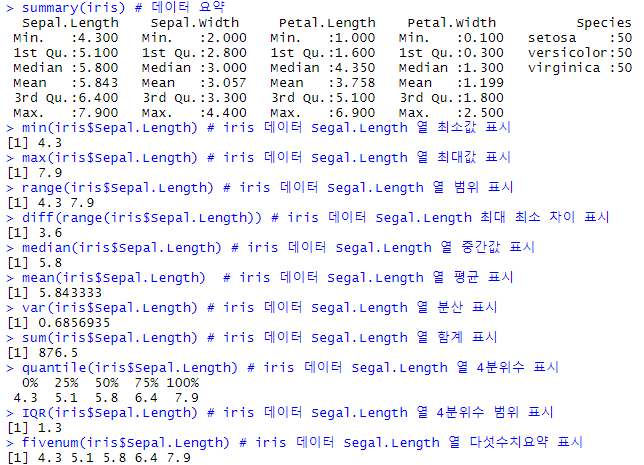 > summary(iris) # 데이터 요약
  Sepal.Length    Sepal.Width     Petal.Length    Petal.Width          Species
 Min.   :4.300   Min.   :2.000   Min.   :1.000   Min.   :0.100   setosa    :50
 1st Qu.:5.100   1st Qu.:2.800   1st Qu.:1.600   1st Qu.:0.300   versicolor:50
 Median :5.800   Median :3.000   Median :4.350   Median :1.300   virginica :50
 Mean   :5.843   Mean   :3.057   Mean   :3.758   Mean   :1.199
 3rd Qu.:6.400   3rd Qu.:3.300   3rd Qu.:5.100   3rd Qu.:1.800
 Max.   :7.900   Max.   :4.400   Max.   :6.900   Max.   :2.500
> min(iris$Sepal.Length) # iris 데이터 Segal.Length 열 최소값 표시
[1] 4.3
> max(iris$Sepal.Length) # iris 데이터 Segal.Length 열 최대값 표시
[1] 7.9
> range(iris$Sepal.Length) # iris 데이터 Segal.Length 열 범위 표시
[1] 4.3 7.9
> diff(range(iris$Sepal.Length)) # iris 데이터 Segal.Length 최대 최소 차이 표시
[1] 3.6
> median(iris$Sepal.Length) # iris 데이터 Segal.Length 열 중간값 표시
[1] 5.8
> mean(iris$Sepal.Length)  # iris 데이터 Segal.Length 열 평균 표시
[1] 5.843333
> var(iris$Sepal.Length) # iris 데이터 Segal.Length 열 분산 표시
[1] 0.6856935
> sum(iris$Sepal.Length) # iris 데이터 Segal.Length 열 합계 표시
[1] 876.5
> quantile(iris$Sepal.Length) # iris 데이터 Segal.Length 열 4분위수 표시
  0%  25%  50%  75% 100%
 4.3  5.1  5.8  6.4  7.9
> IQR(iris$Sepal.Length) # iris 데이터 Segal.Length 열 4분위수 범위 표시
[1] 1.3
> fivenum(iris$Sepal.Length) # iris 데이터 Segal.Length 열 다섯수치요약 표시
[1] 4.3 5.1 5.8 6.4 7.9